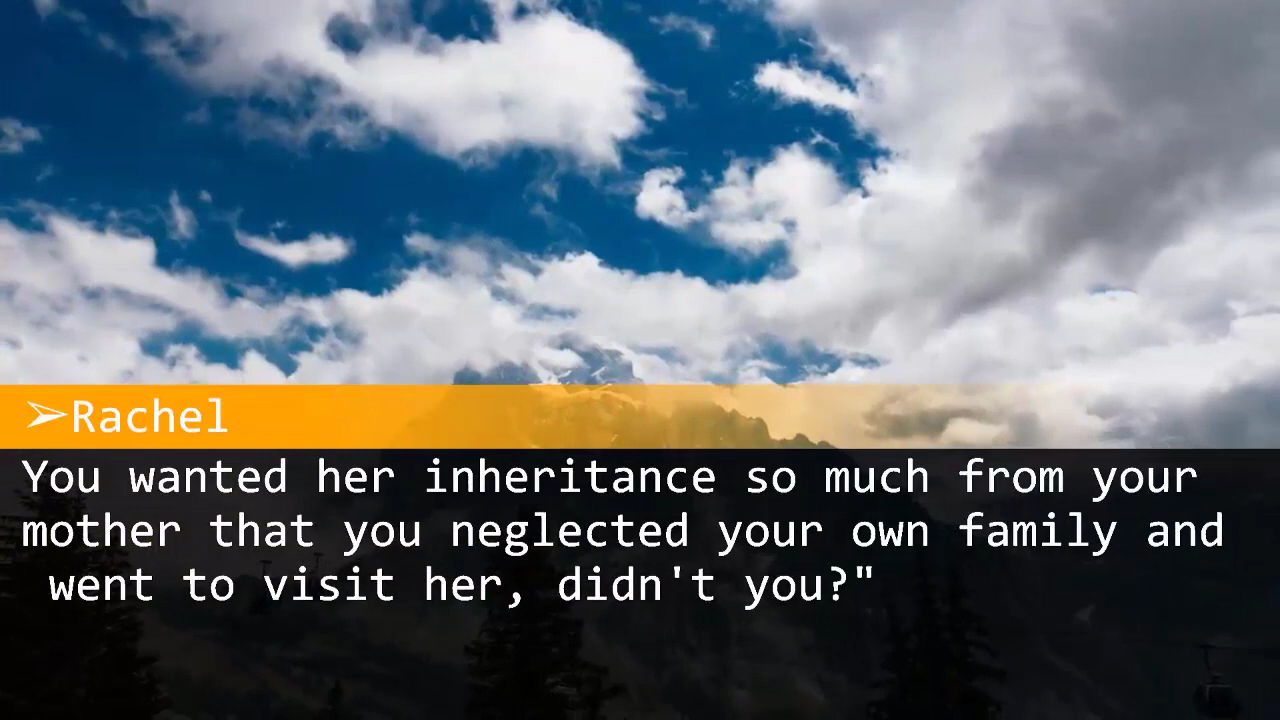 ➢Rachel
You wanted her inheritance so much from your
mother that you neglected your own family and
went to visit her, didn't you?"